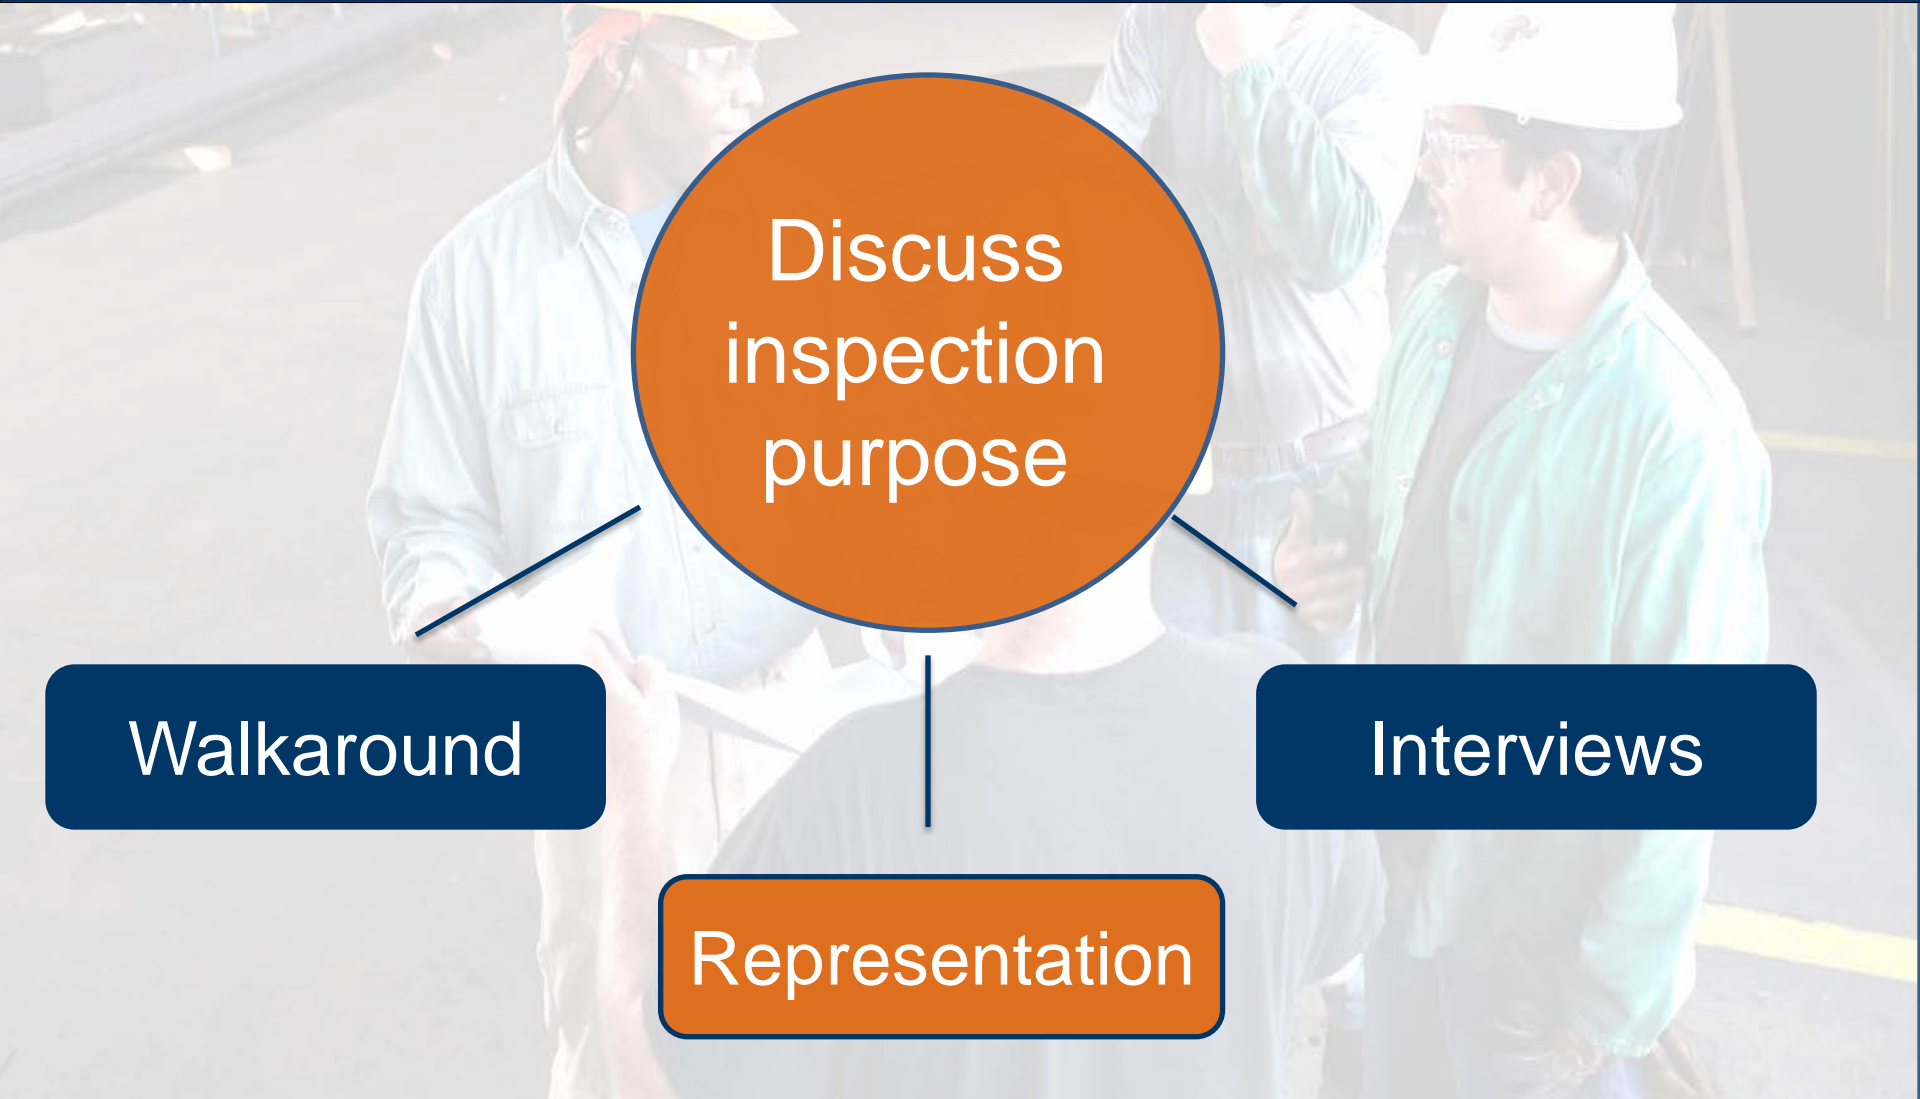 Discuss
inspection
purpose
Walkaround
Interviews
Representation